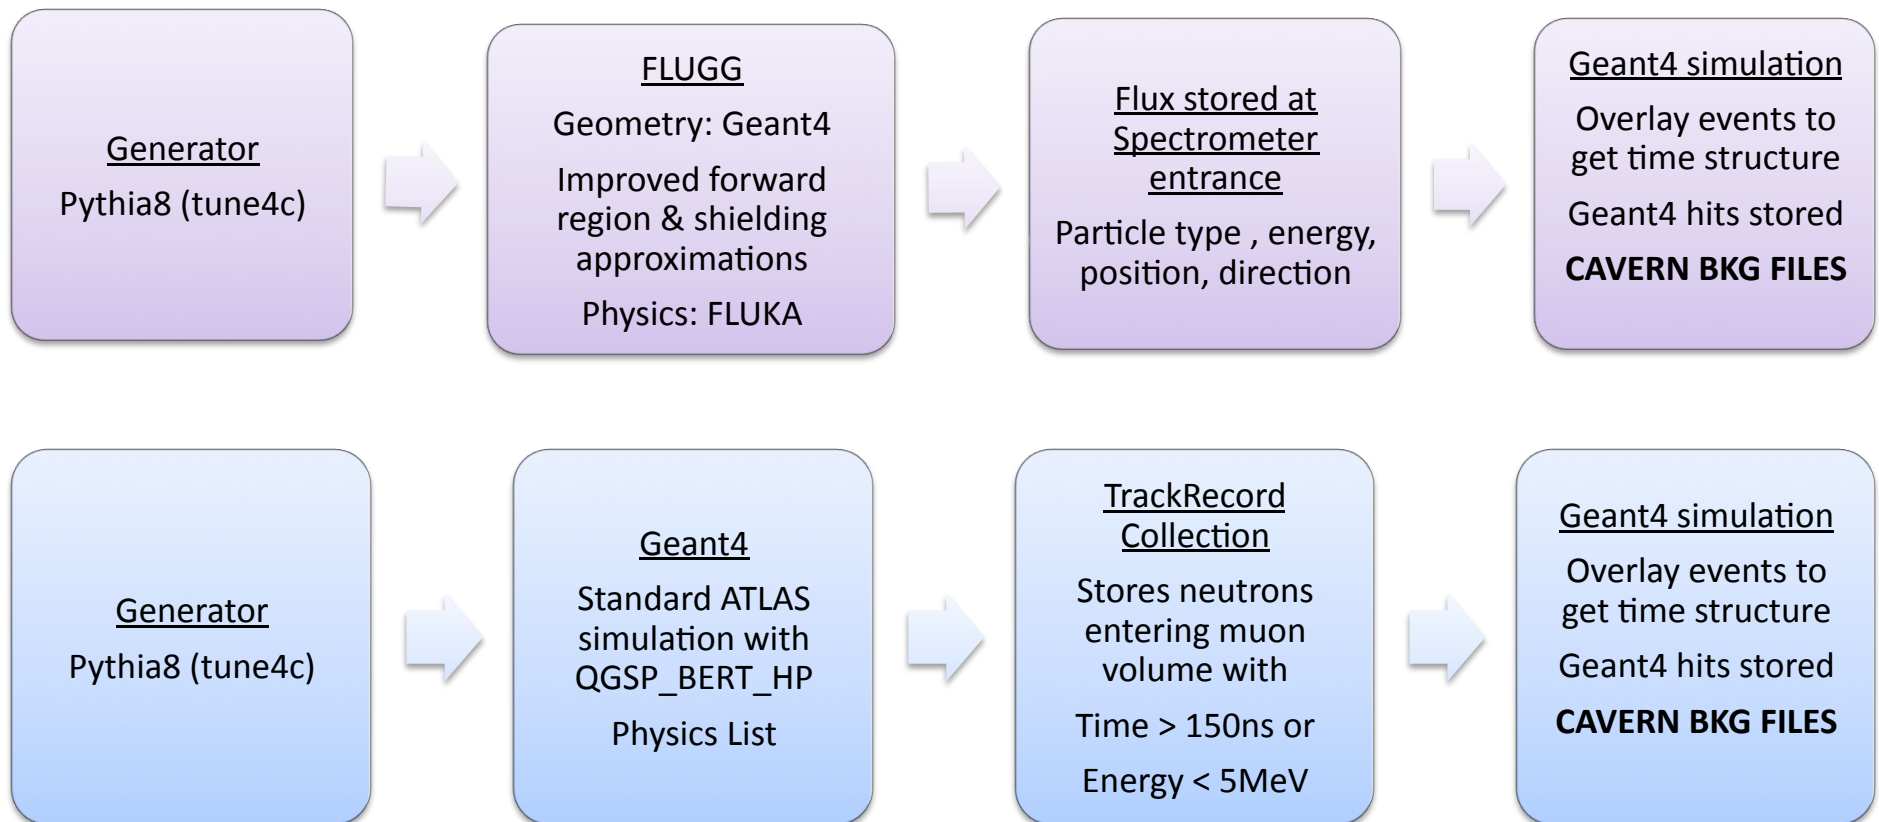 Generator
Pythia8 (tune4c)
FLUGG
Geometry: Geant4
Improved forward
region & shielding
approximations
Physics: FLUKA
Flux stored at
Spectrometer
entrance
Particle type , energy,
position, direction
Geant4 simulation
Overlay events to
get time structure
Geant4 hits stored
CAVERN BKG FILES
Generator
Pythia8 (tune4c)
Geant4
Standard ATLAS
simulation with
QGSP_BERT_HP
Physics List
TrackRecord
Collection
Stores neutrons
entering muon
volume with
Time > 150ns or
Energy < 5MeV
Geant4 simulation
Overlay events to
get time structure
Geant4 hits stored
CAVERN BKG FILES